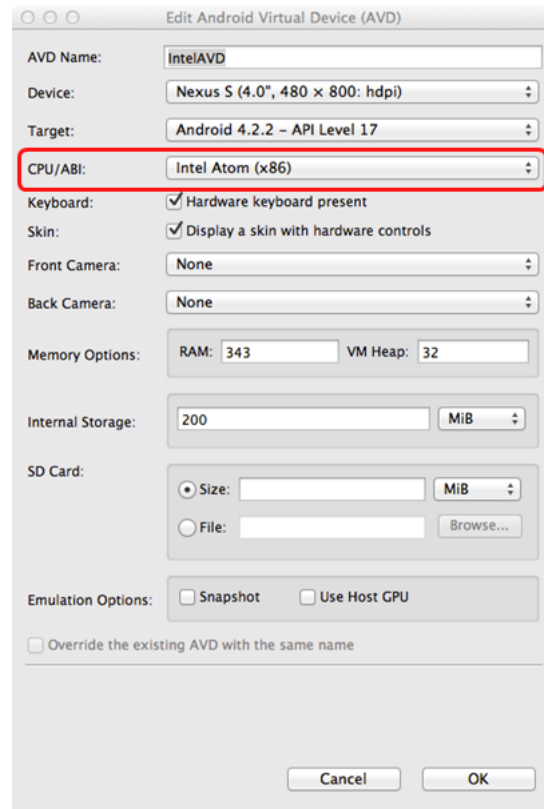 Edit Android Virtual Device (AVD)
AVD Name: IntelAVD
Device: Nexus S (4.0", 480 × 800: hdpi)
Target: Android 4.2.2 – API Level 17
CPU/ABI: Intel Atom (x86)
Keyboard: Hardware keyboard present
Skin: Display a skin with hardware controls
Front Camera: None
Back Camera: None
Memory Options: RAM: 343 VM Heap: 32
Internal Storage: 200 MiB
SD Card:
Size: MiB
File: Browse...
Emulation Options: Snapshot Use Host GPU
Override the existing AVD with the same name
Cancel OK